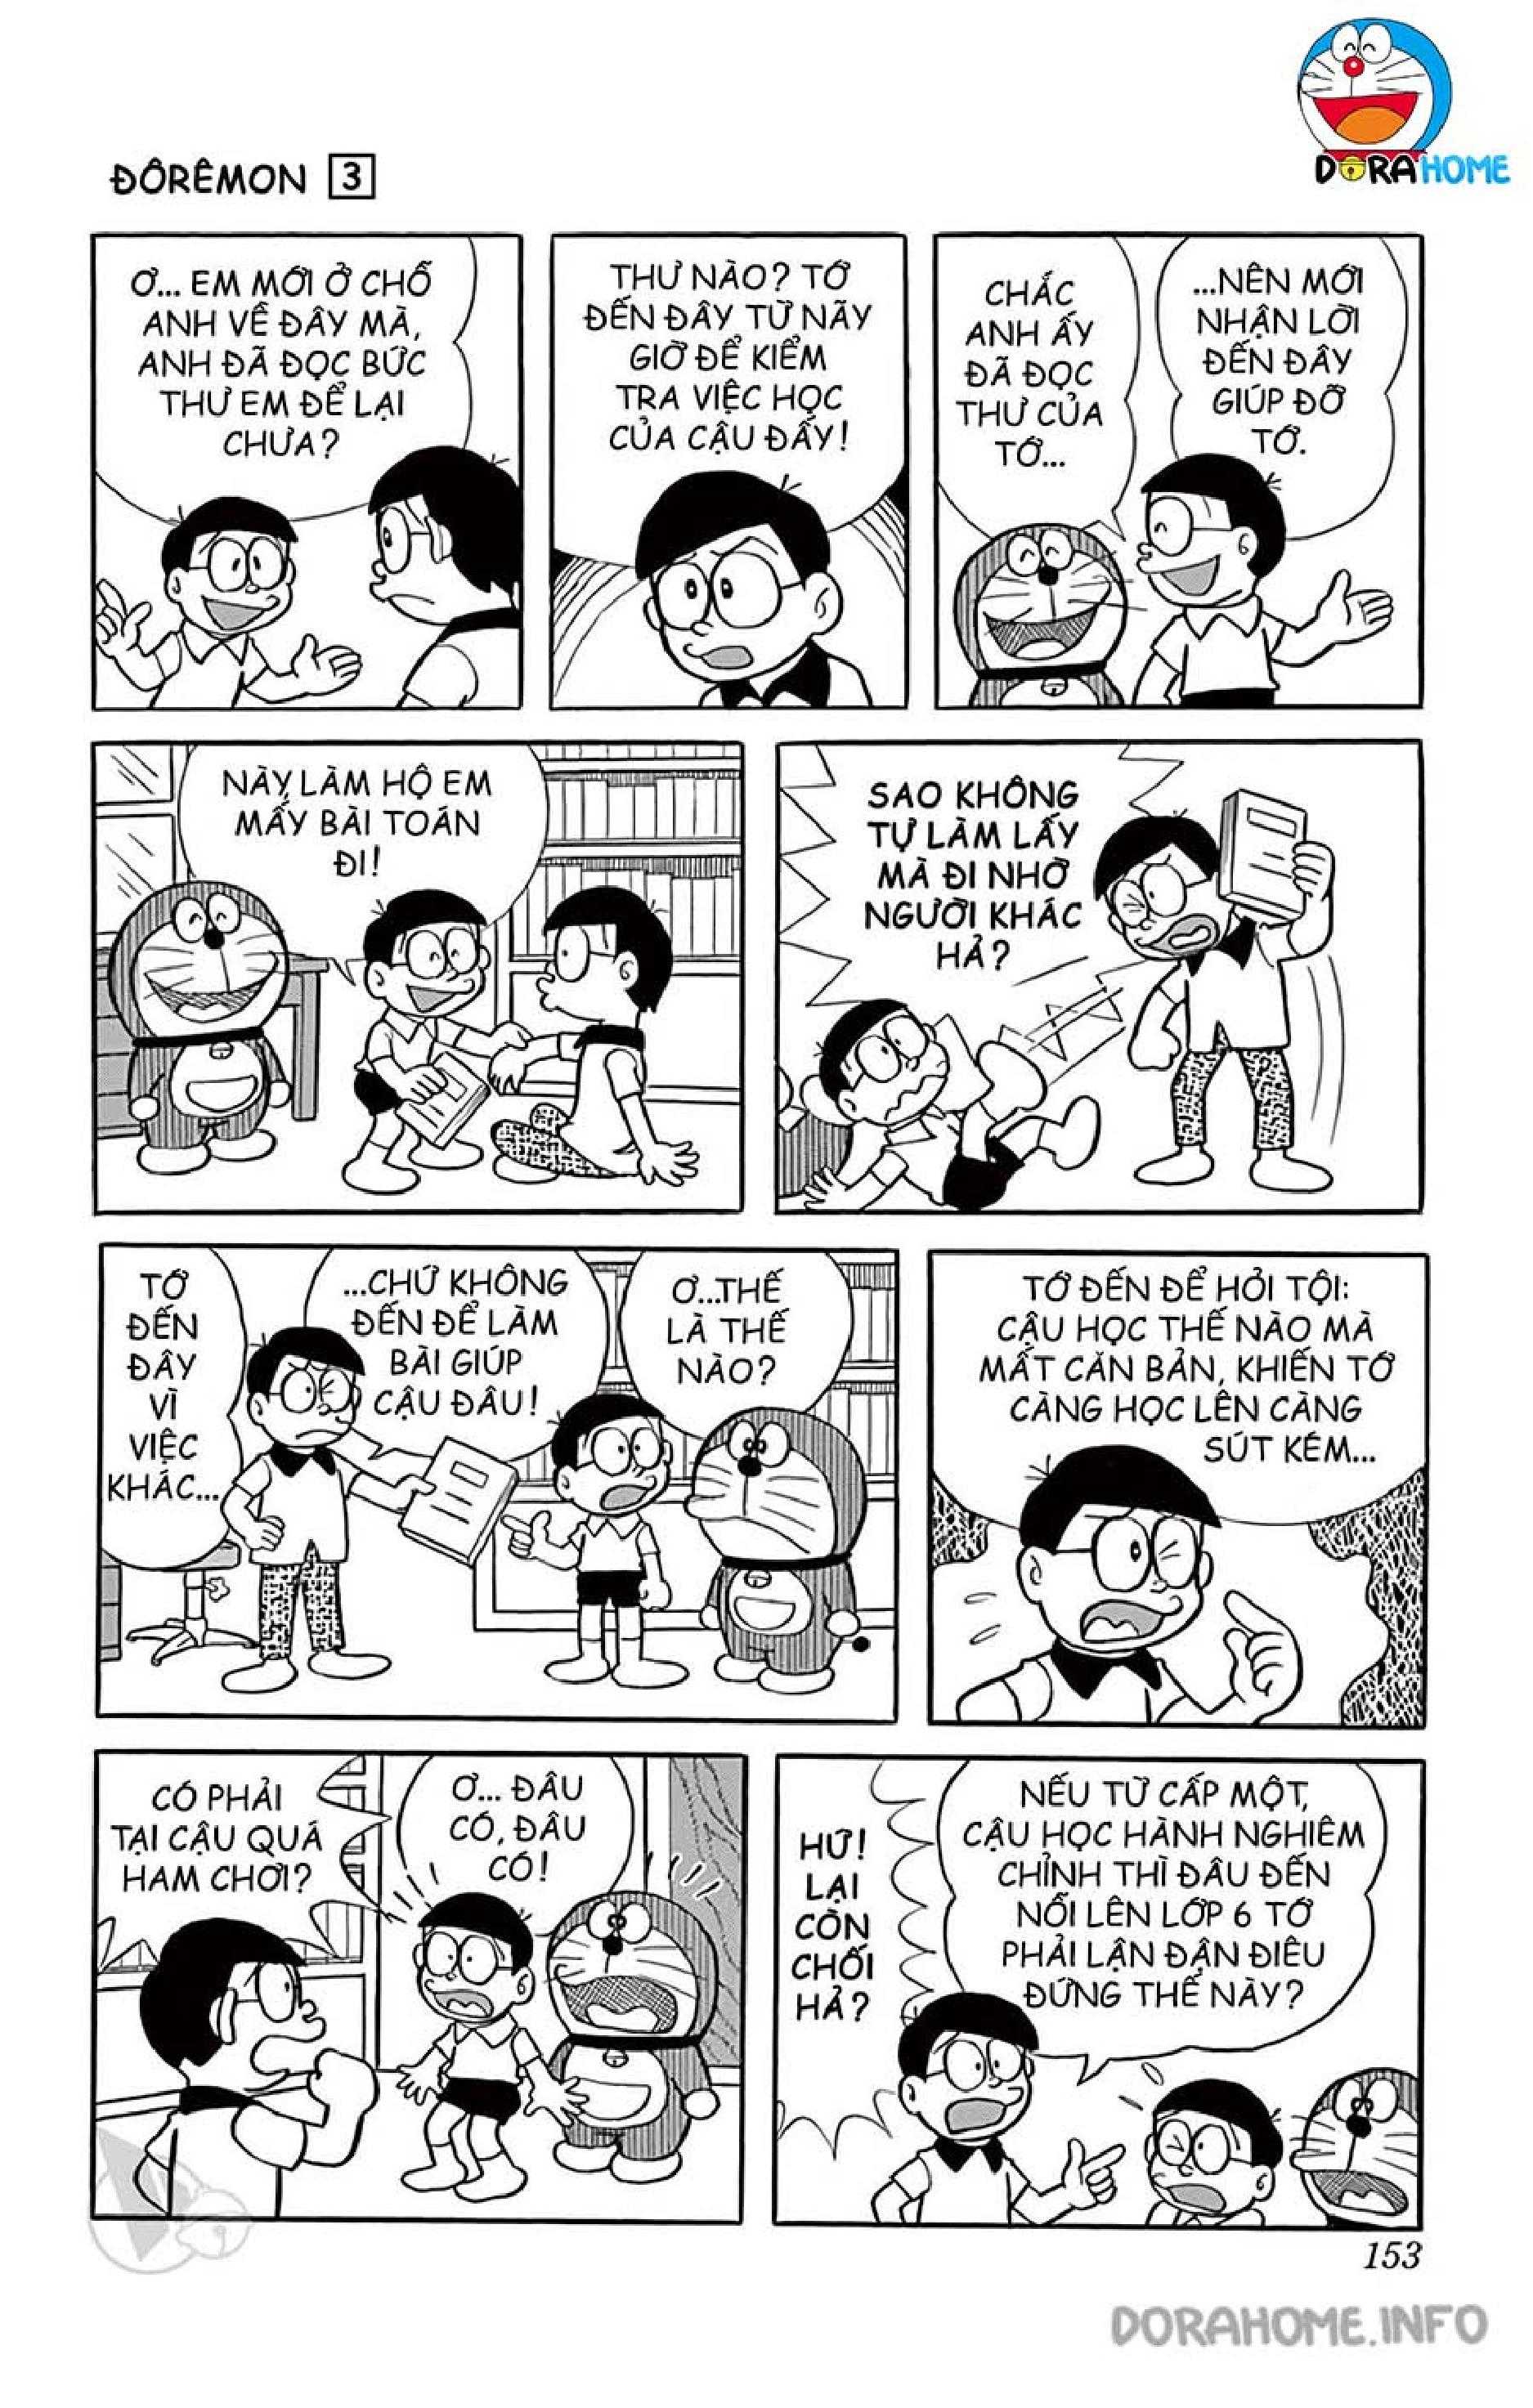 DORAHOME
ĐÔRÊMON 3
Ơ... EM MỚI Ở CHỖ
ANH VỀ ĐÂY MÀ,
ANH ĐÃ ĐỌC BỨC
THƯ EM ĐỂ LẠI
CHƯA?
THƯ NÀO? TỚ
ĐẾN ĐÂY TỪ NÃY
GIỜ ĐỂ KIỂM
TRA VIỆC HỌC
CỦA CẬU ĐẤY!
CHẮC
ANH ẤY
ĐÃ ĐỌC
THƯ CỦA
TỚ...
...NÊN MỚI
NHẬN LỜI
ĐẾN ĐÂY
GIÚP ĐỠ
TỚ.
NÀY, LÀM HỘ EM
MẤY BÀI TOÁN
ĐI!
SAO KHÔNG
TỰ LÀM LẤY
MÀ ĐI NHỜ
NGƯỜI KHÁC
HẢ?
TỚ
ĐẾN
ĐÂY
VÌ
VIỆC
KHÁC...
...CHỨ KHÔNG
ĐẾN ĐỂ LÀM
BÀI GIÚP
CẬU ĐÂU!
Ơ...THẾ
LÀ THẾ
NÀO?
TỚ ĐẾN ĐỂ HỎI TỘI:
CẬU HỌC THẾ NÀO MÀ
MẤT CĂN BẢN, KHIẾN TỚ
CÀNG HỌC LÊN CÀNG
SÚT KÉM...
CÓ PHẢI
TẠI CẬU QUÁ
HAM CHƠI?
Ơ... ĐÂU
CÓ, ĐÂU
CÓ!
HỨ!
LẠI
CÒN
CHỐI
HẢ?
NẾU TỪ CẤP MỘT,
CẬU HỌC HÀNH NGHIÊM
CHỈNH THÌ ĐÂU ĐẾN
NỖI LÊN LỚP 6 TỚ
PHẢI LẬN ĐẬN ĐIÊU
ĐỨNG THẾ NÀY?
153
DORAHOME.INFO